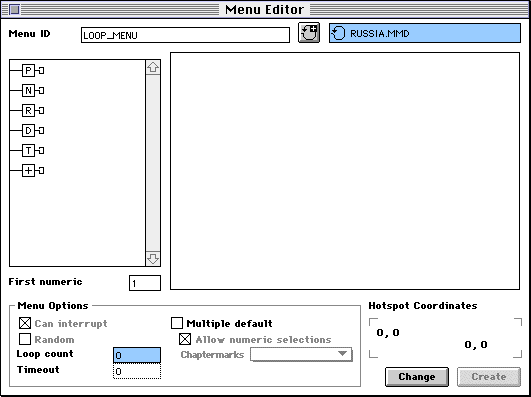 Menu Editor
Menu ID
LOOP_MENU
RUSSIA.MMD
P
N
R
D
T
+
First numeric
1
Menu Options
Can interrupt
Multiple default
Random
Allow numeric selections
Loop count
0
Chaptermarks
Timeout
0
Hotspot Coordinates
0,0
0,0
Change
Create